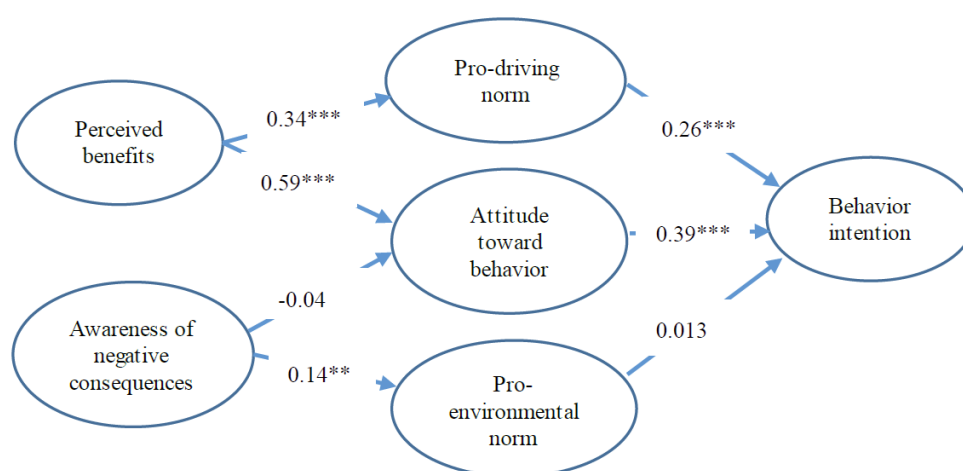 Pro-driving
norm
0.34***
0.26***
Perceived
benefits
0.59***
Attitude
toward
behavior
0.39***
Behavior
intention
-0.04
Awareness of
negative
consequences
0.14**
0.013
Pro-
environmental
norm